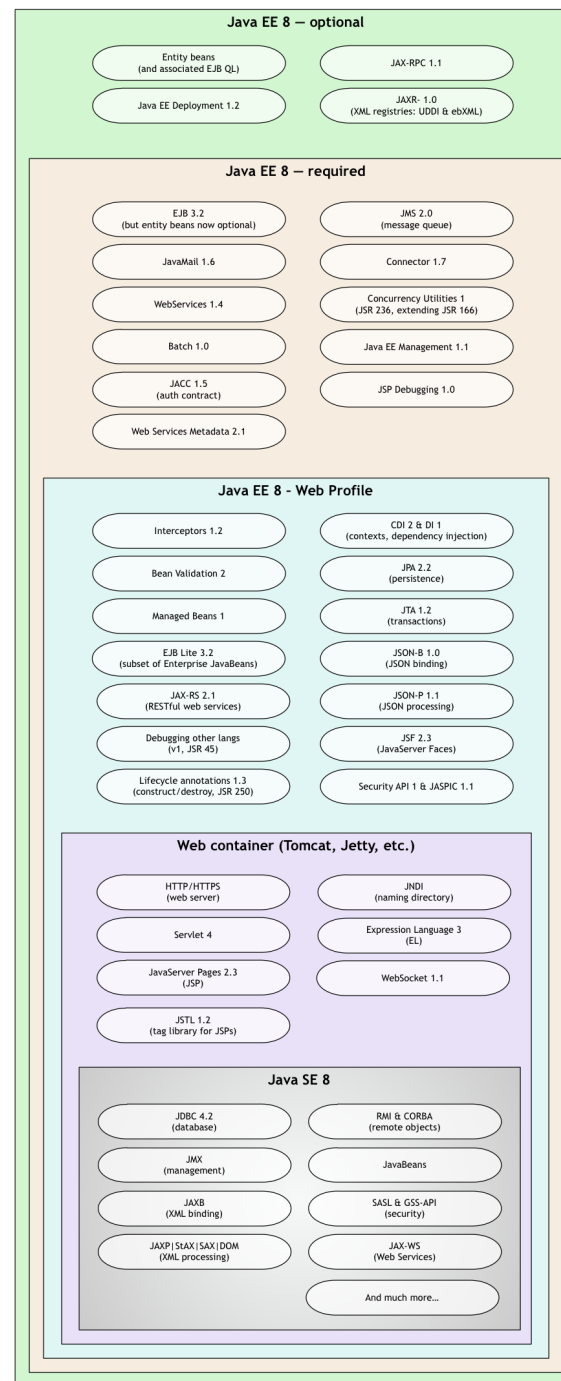 Java EE 8 — optional
Entity beans
(and associated EJB QL)
JAX-RPC 1.1
Java EE Deployment 1.2
JAXR- 1.0
(XML registries: UDDI & ebXML)
Java EE 8 — required
EJB 3.2
(but entity beans now optional)
JMS 2.0
(message queue)
JavaMail 1.6
Connector 1.7
WebServices 1.4
Concurrency Utilities 1
(JSR 236, extending JSR 166)
Batch 1.0
Java EE Management 1.1
JACC 1.5
(auth contract)
JSP Debugging 1.0
Web Services Metadata 2.1
Java EE 8 - Web Profile
Interceptors 1.2
CDI 2 & DI 1
(contexts, dependency injection)
Bean Validation 2
JPA 2.2
(persistence)
Managed Beans 1
JTA 1.2
(transactions)
EJB Lite 3.2
(subset of Enterprise JavaBeans)
JSON-B 1.0
(JSON binding)
JAX-RS 2.1
(RESTful web services)
JSON-P 1.1
(JSON processing)
Debugging other langs
(v1, JSR 45)
JSF 2.3
(JavaServer Faces)
Lifecycle annotations 1.3
(construct/destroy, JSR 250)
Security API 1 & JASPIC 1.1
Web container (Tomcat, Jetty, etc.)
HTTP/HTTPS
(web server)
JNDI
(naming directory)
Servlet 4
Expression Language 3
(EL)
JavaServer Pages 2.3
(JSP)
WebSocket 1.1
JSTL 1.2
(tag library for JSPs)
Java SE 8
JDBC 4.2
(database)
RMI & CORBA
(remote objects)
JMX
(management)
JavaBeans
JAXB
(XML binding)
SASL & GSS-API
(security)
JAXP|StAX|SAX|DOM
(XML processing)
JAX-WS
(Web Services)
And much more…